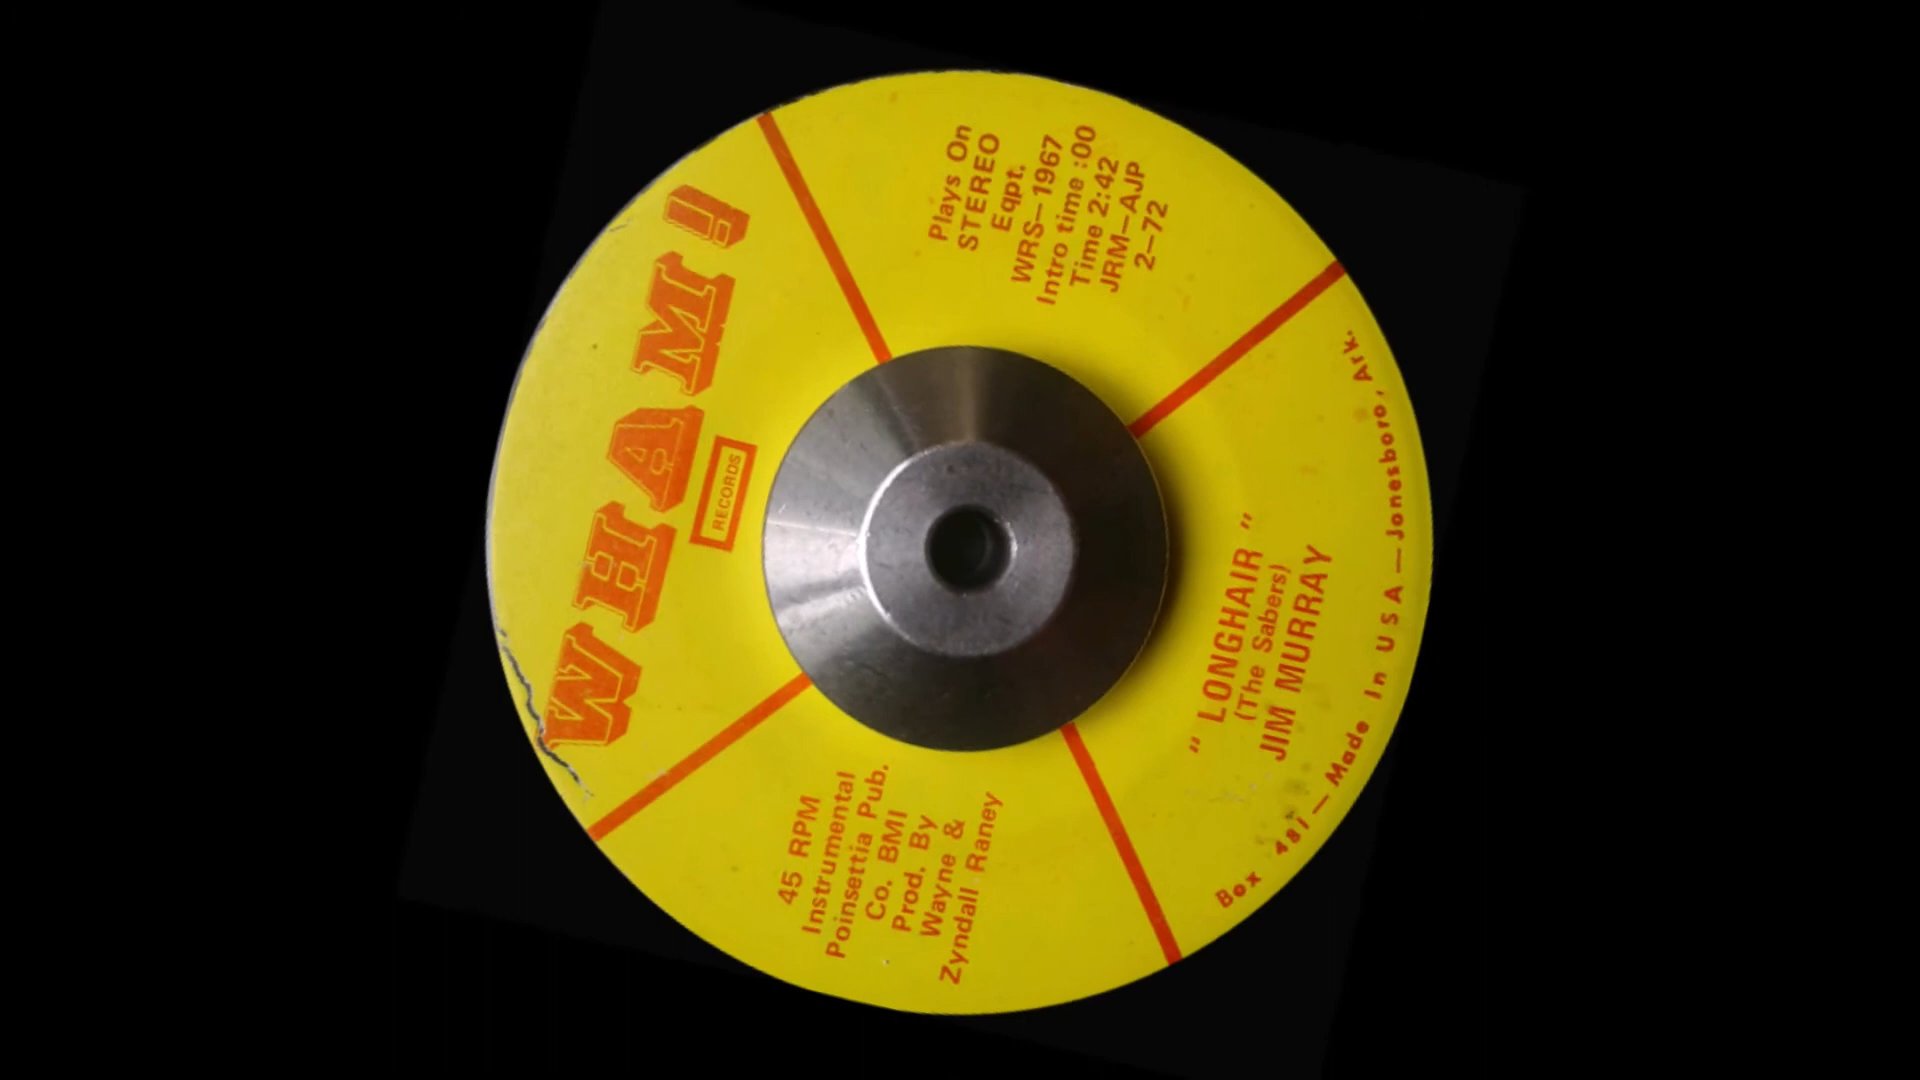 WHAM!
RECORDS
45 RPM
Instrumental
Poinsettia Pub.
Co. BMI
Prod. By
Wayne &
Zyndall Raney
Plays On
STEREO
Eqpt.
WRS-1967
Intro time :00
Time 2:42
JRM-AJP
2-72
" LONGHAIR "
(The Sabers)
JIM MURRAY
Box 481 — Made In USA — Jonesboro, Ark.